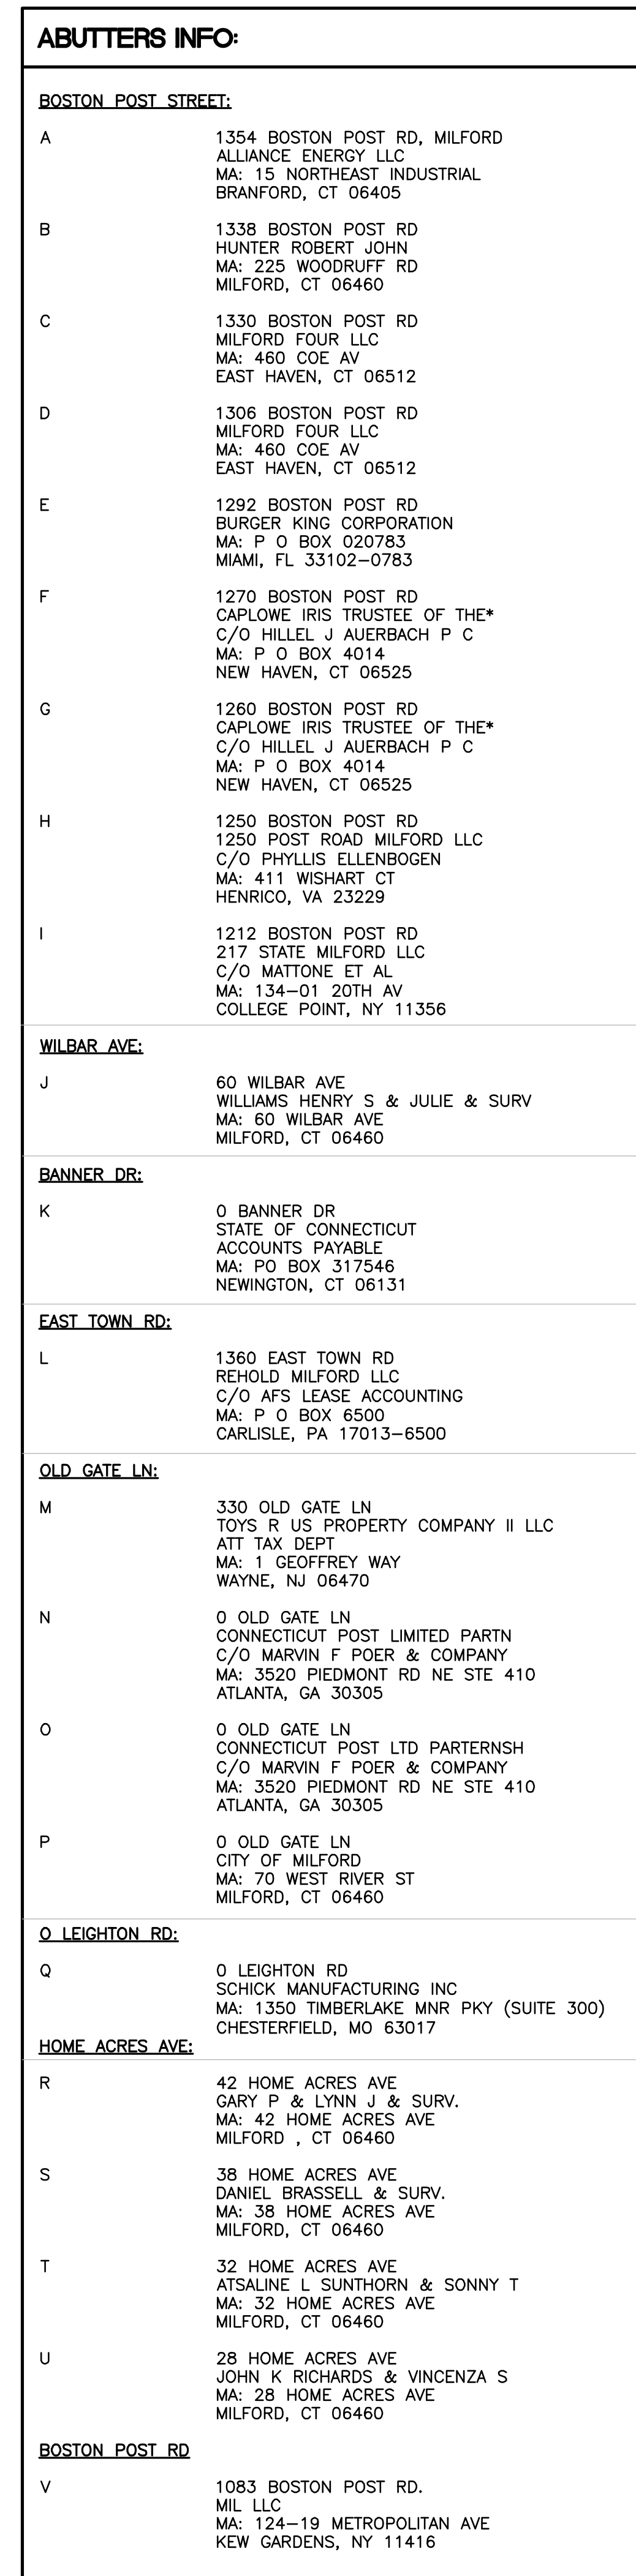 ABUTTERS INFO:
BOSTON POST STREET:
A 1354 BOSTON POST RD, MILFORD
ALLIANCE ENERGY LLC
MA: 15 NORTHEAST INDUSTRIAL
BRANFORD, CT 06405
B 1338 BOSTON POST RD
HUNTER ROBERT JOHN
MA: 225 WOODRUFF RD
MILFORD, CT 06460
C 1330 BOSTON POST RD
MILFORD FOUR LLC
MA: 460 COE AV
EAST HAVEN, CT 06512
D 1306 BOSTON POST RD
MILFORD FOUR LLC
MA: 460 COE AV
EAST HAVEN, CT 06512
E 1292 BOSTON POST RD
BURGER KING CORPORATION
MA: P O BOX 020783
MIAMI, FL 33102-0783
F 1270 BOSTON POST RD
CAPLOWE IRIS TRUSTEE OF THE*
C/O HILLEL J AUERBACH P C
MA: P O BOX 4014
NEW HAVEN, CT 06525
G 1260 BOSTON POST RD
CAPLOWE IRIS TRUSTEE OF THE*
C/O HILLEL J AUERBACH P C
MA: P O BOX 4014
NEW HAVEN, CT 06525
H 1250 BOSTON POST RD
1250 POST ROAD MILFORD LLC
C/O PHYLLIS ELLENBOGEN
MA: 411 WISHART CT
HENRICO, VA 23229
I 1212 BOSTON POST RD
217 STATE MILFORD LLC
C/O MATTONE ET AL
MA: 134-01 20TH AV
COLLEGE POINT, NY 11356
WILBAR AVE:
J 60 WILBAR AVE
WILLIAMS HENRY S & JULIE & SURV
MA: 60 WILBAR AVE
MILFORD, CT 06460
BANNER DR:
K 0 BANNER DR
STATE OF CONNECTICUT
ACCOUNTS PAYABLE
MA: PO BOX 317546
NEWINGTON, CT 06131
EAST TOWN RD:
L 1360 EAST TOWN RD
REHOLD MILFORD LLC
C/O AFS LEASE ACCOUNTING
MA: P O BOX 6500
CARLISLE, PA 17013-6500
OLD GATE LN:
M 330 OLD GATE LN
TOYS R US PROPERTY COMPANY II LLC
ATT TAX DEPT
MA: 1 GEOFFREY WAY
WAYNE, NJ 06470
N 0 OLD GATE LN
CONNECTICUT POST LIMITED PARTN
C/O MARVIN F POER & COMPANY
MA: 3520 PIEDMONT RD NE STE 410
ATLANTA, GA 30305
O 0 OLD GATE LN
CONNECTICUT POST LTD PARTERNSH
C/O MARVIN F POER & COMPANY
MA: 3520 PIEDMONT RD NE STE 410
ATLANTA, GA 30305
P 0 OLD GATE LN
CITY OF MILFORD
MA: 70 WEST RIVER ST
MILFORD, CT 06460
O LEIGHTON RD:
Q 0 LEIGHTON RD
SCHICK MANUFACTURING INC
MA: 1350 TIMBERLAKE MNR PKY (SUITE 300)
CHESTERFIELD, MO 63017
HOME ACRES AVE:
R 42 HOME ACRES AVE
GARY P & LYNN J & SURV.
MA: 42 HOME ACRES AVE
MILFORD , CT 06460
S 38 HOME ACRES AVE
DANIEL BRASSELL & SURV.
MA: 38 HOME ACRES AVE
MILFORD, CT 06460
T 32 HOME ACRES AVE
ATSALINE L SUNTHORN & SONNY T
MA: 32 HOME ACRES AVE
MILFORD, CT 06460
U 28 HOME ACRES AVE
JOHN K RICHARDS & VINCENZA S
MA: 28 HOME ACRES AVE
MILFORD, CT 06460
BOSTON POST RD
V 1083 BOSTON POST RD.
MIL LLC
MA: 124-19 METROPOLITAN AVE
KEW GARDENS, NY 11416